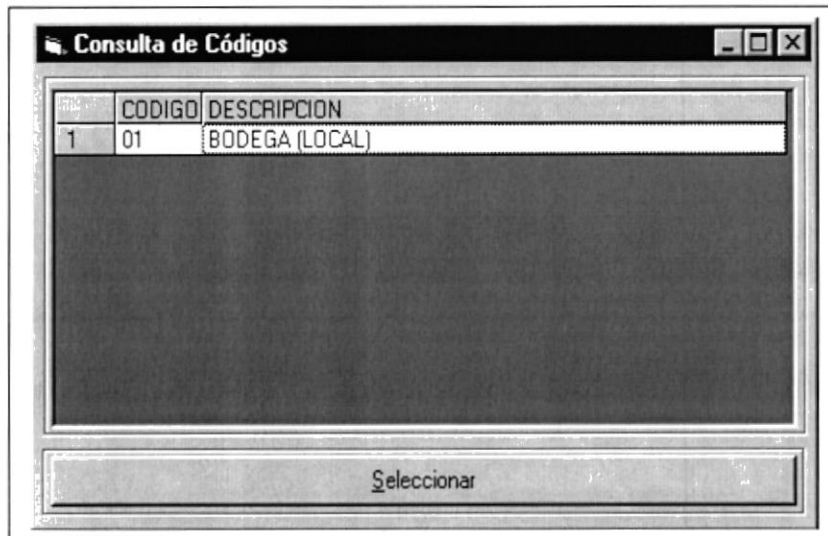 Consulta de Códigos
CODIGO DESCRIPCION
1 01 BODEGA (LOCAL)
Seleccionar